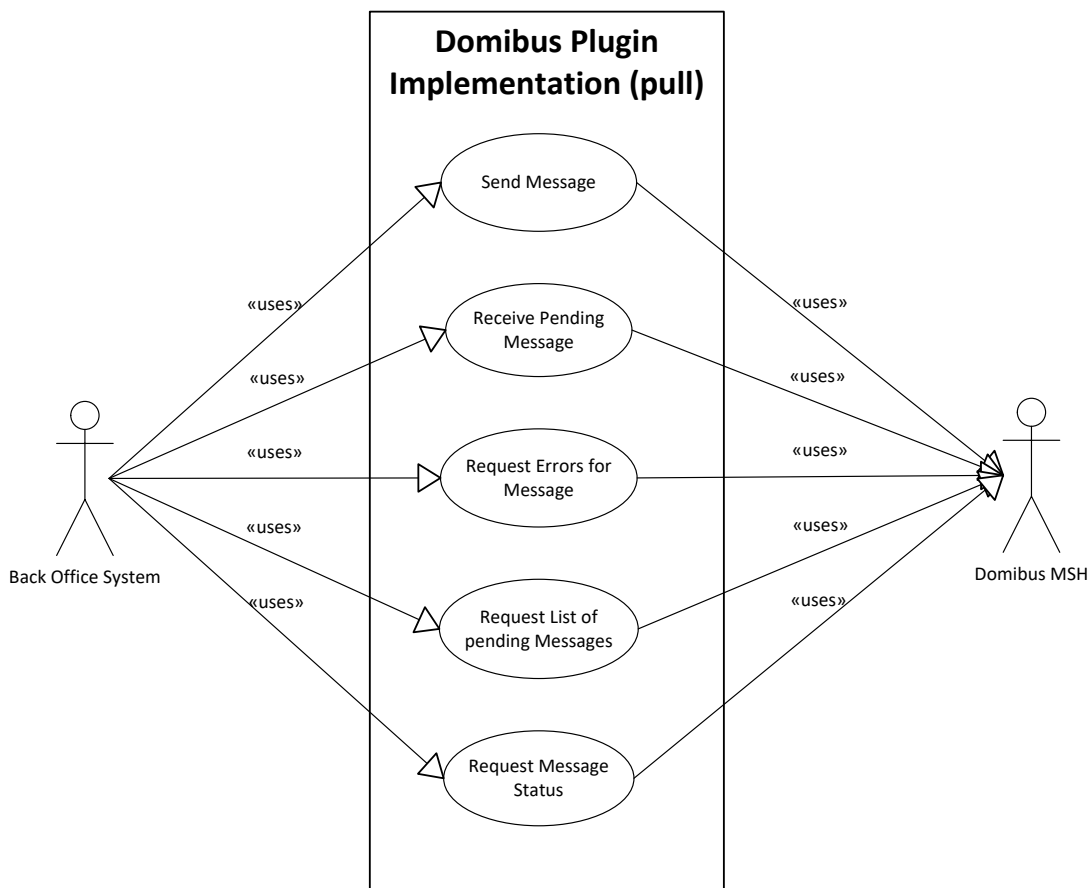 Domibus Plugin
Implementation (pull)
Send Message
«uses»
«uses»
Receive Pending
Message
«uses»
«uses»
«uses»
Request Errors for
Message
«uses»
Back Office System
Domibus MSH
«uses»
Request List of
pending Messages
«uses»
«uses»
Request Message
Status
«uses»